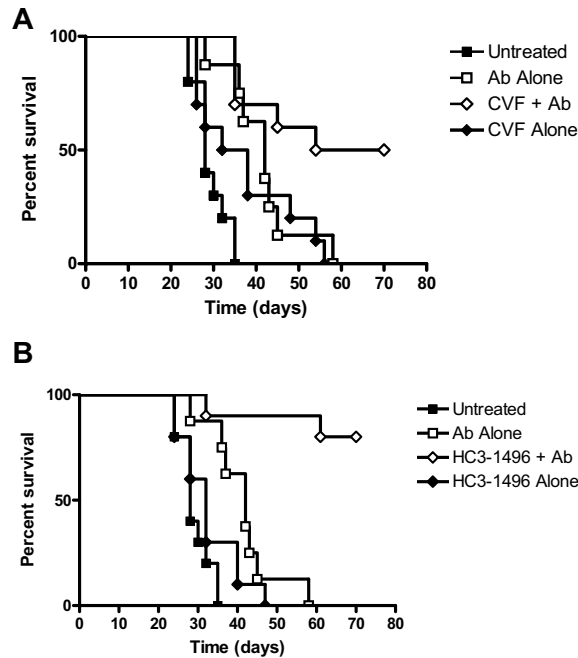 A
100
50
0
Percent survival
0 10 20 30 40 50 60 70 80
Time (days)
Untreated
Ab Alone
CVF + Ab
CVF Alone
B
100
50
0
Percent survival
0 10 20 30 40 50 60 70 80
Time (days)
Untreated
Ab Alone
HC3-1496 + Ab
HC3-1496 Alone